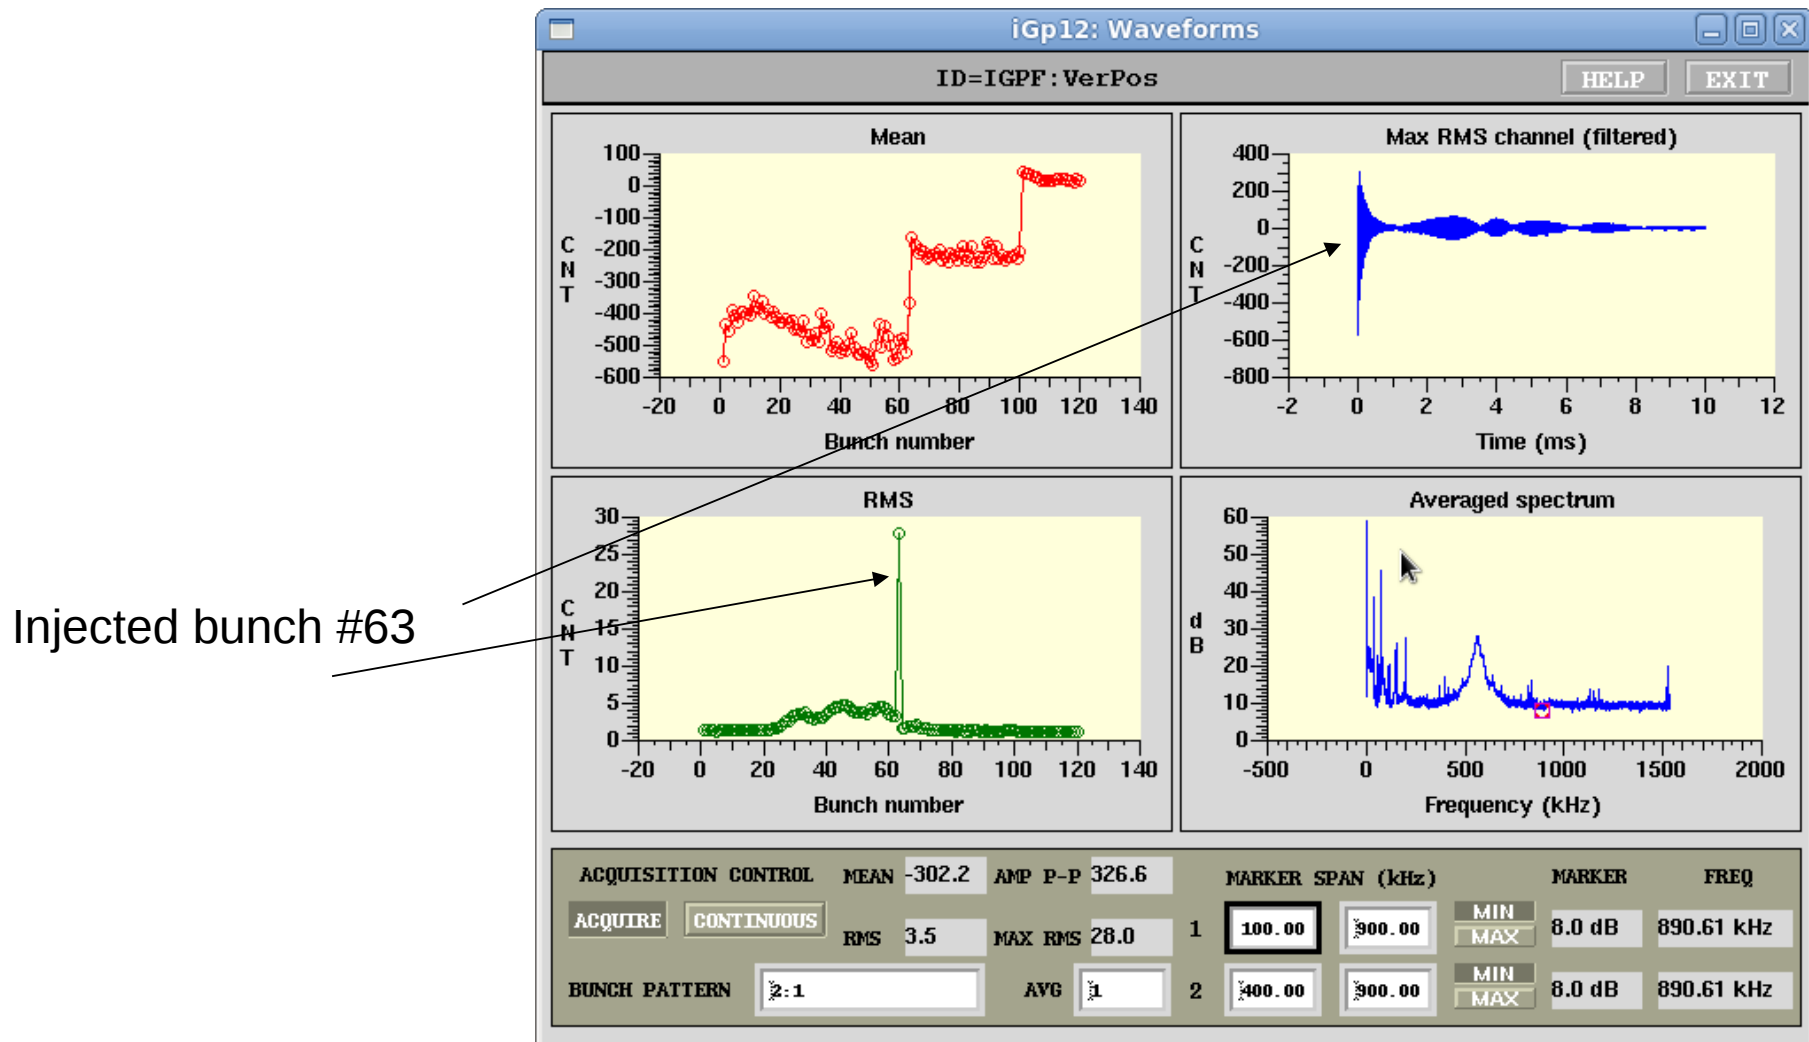 iGp12: Waveforms
ID=IGPF:VerPos
HELP
EXIT
Mean
100
0
-100
-200
-300
-400
-500
-600
CNT
-20 0 20 40 60 80 100 120 140
Bunch number
Max RMS channel (filtered)
400
200
0
-200
-400
-600
-800
CNT
-2 0 2 4 6 8 10 12
Time (ms)
Injected bunch #63
RMS
30
25
20
15
10
5
0
CNT
-20 0 20 40 60 80 100 120 140
Bunch number
Averaged spectrum
60
50
40
30
20
10
0
dB
-500 0 500 1000 1500 2000
Frequency (kHz)
ACQUISITION CONTROL
ACQUIRE
CONTINUOUS
MEAN -302.2
AMP P-P 326.6
RMS 3.5
MAX RMS 28.0
BUNCH PATTERN 2:1
AVG 1
MARKER SPAN (kHz)
MARKER
FREQ
1 100.00 900.00
MIN
MAX
8.0 dB 890.61 kHz
2 400.00 900.00
MIN
MAX
8.0 dB 890.61 kHz